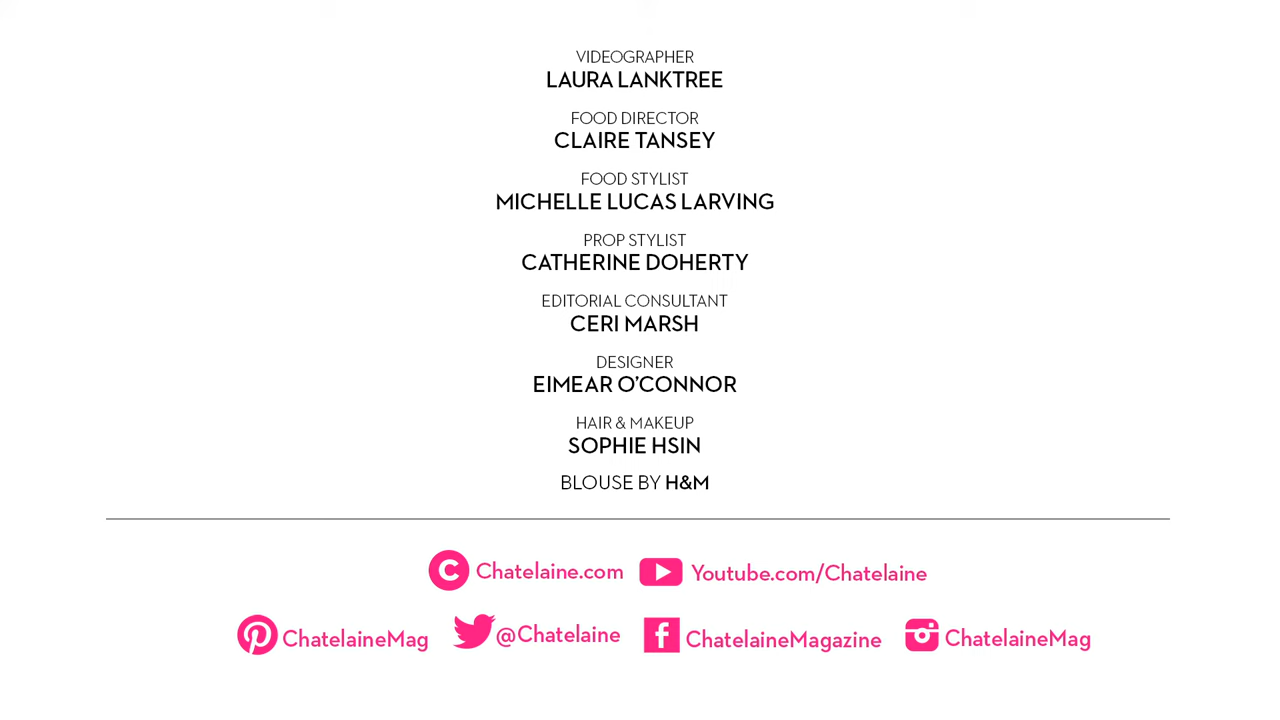 VIDEOGRAPHER
LAURA LANKTREE
FOOD DIRECTOR
CLAIRE TANSEY
FOOD STYLIST
MICHELLE LUCAS LARVING
PROP STYLIST
CATHERINE DOHERTY
EDITORIAL CONSULTANT
CERI MARSH
DESIGNER
EIMEAR O'CONNOR
HAIR & MAKEUP
SOPHIE HSIN
BLOUSE BY H&M
Chatelaine.com Youtube.com/Chatelaine
ChatelaineMag @Chatelaine ChatelaineMagazine ChatelaineMag